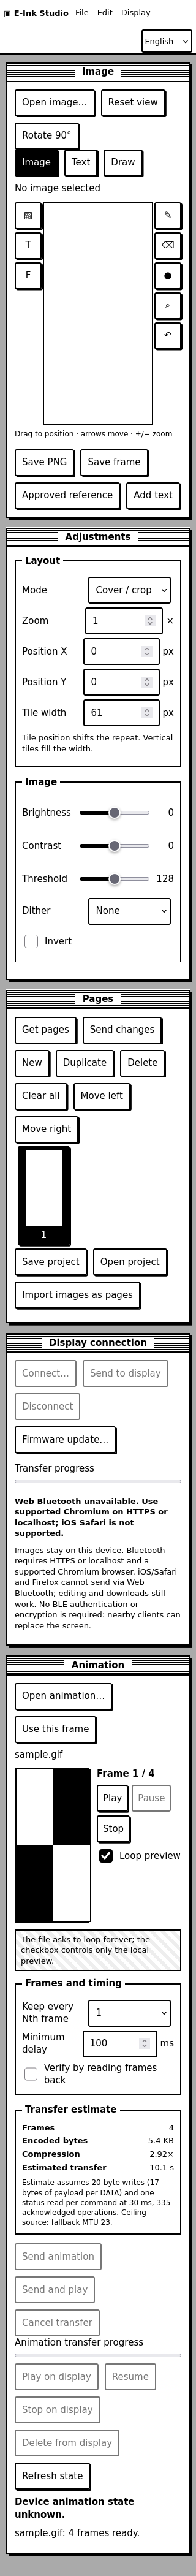 E-Ink Studio File Edit Display
English
Image
Open image… Reset view
Rotate 90°
Image Text Draw
No image selected
T
F
Drag to position · arrows move · +/− zoom
Save PNG Save frame
Approved reference Add text
Adjustments
Layout
Mode Cover / crop
Zoom 1 ×
Position X 0 px
Position Y 0 px
Tile width 61 px
Tile position shifts the repeat. Vertical
tiles fill the width.
Image
Brightness 0
Contrast 0
Threshold 128
Dither None
Invert
Pages
Get pages Send changes
New Duplicate Delete
Clear all Move left
Move right
1
Save project Open project
Import images as pages
Display connection
Connect… Send to display
Disconnect
Firmware update…
Transfer progress
Web Bluetooth unavailable. Use
supported Chromium on HTTPS or
localhost; iOS Safari is not
supported.
Images stay on this device. Bluetooth
requires HTTPS or localhost and a
supported Chromium browser. iOS/Safari
and Firefox cannot send via Web
Bluetooth; editing and downloads still
work. No BLE authentication or
encryption is required: nearby clients can
replace the screen.
Animation
Open animation…
Use this frame
sample.gif
Frame 1 / 4
Play Pause
Stop
Loop preview
The file asks to loop forever; the
checkbox controls only the local
preview.
Frames and timing
Keep every
Nth frame 1
Minimum
delay 100 ms
Verify by reading frames
back
Transfer estimate
Frames 4
Encoded bytes 5.4 KB
Compression 2.92×
Estimated transfer 10.1 s
Estimate assumes 20-byte writes (17
bytes of payload per DATA) and one
status read per command at 30 ms, 335
acknowledged operations. Ceiling
source: fallback MTU 23.
Send animation
Send and play
Cancel transfer
Animation transfer progress
Play on display Resume
Stop on display
Delete from display
Refresh state
Device animation state
unknown.
sample.gif: 4 frames ready.